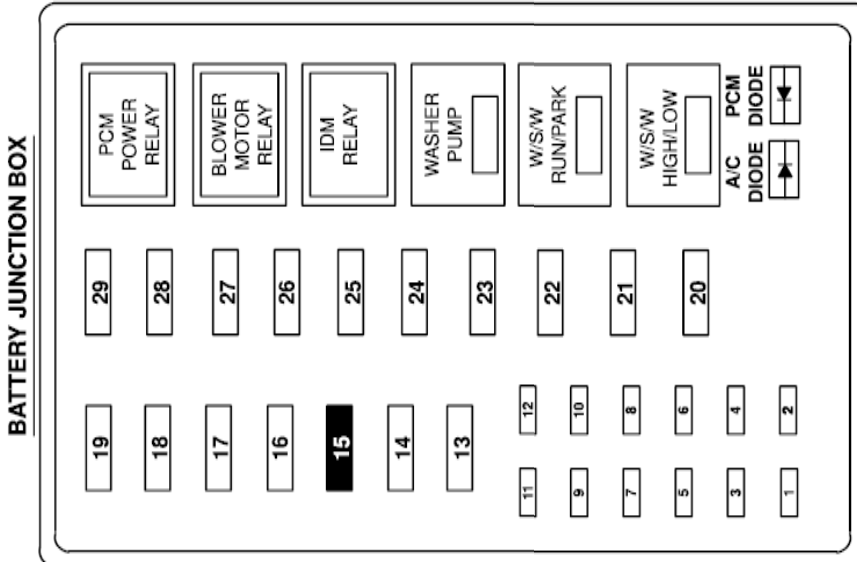 BATTERY JUNCTION BOX
PCM
POWER
RELAY
BLOWER
MOTOR
RELAY
IDM
RELAY
WASHER
PUMP
W/S/W
RUN/PARK
W/S/W
HIGH/LOW
A/C
DIODE
PCM
DIODE
29
28
27
26
25
24
23
22
21
20
19
18
17
16
15
14
13
12
10
8
6
4
2
11
9
7
5
3
1